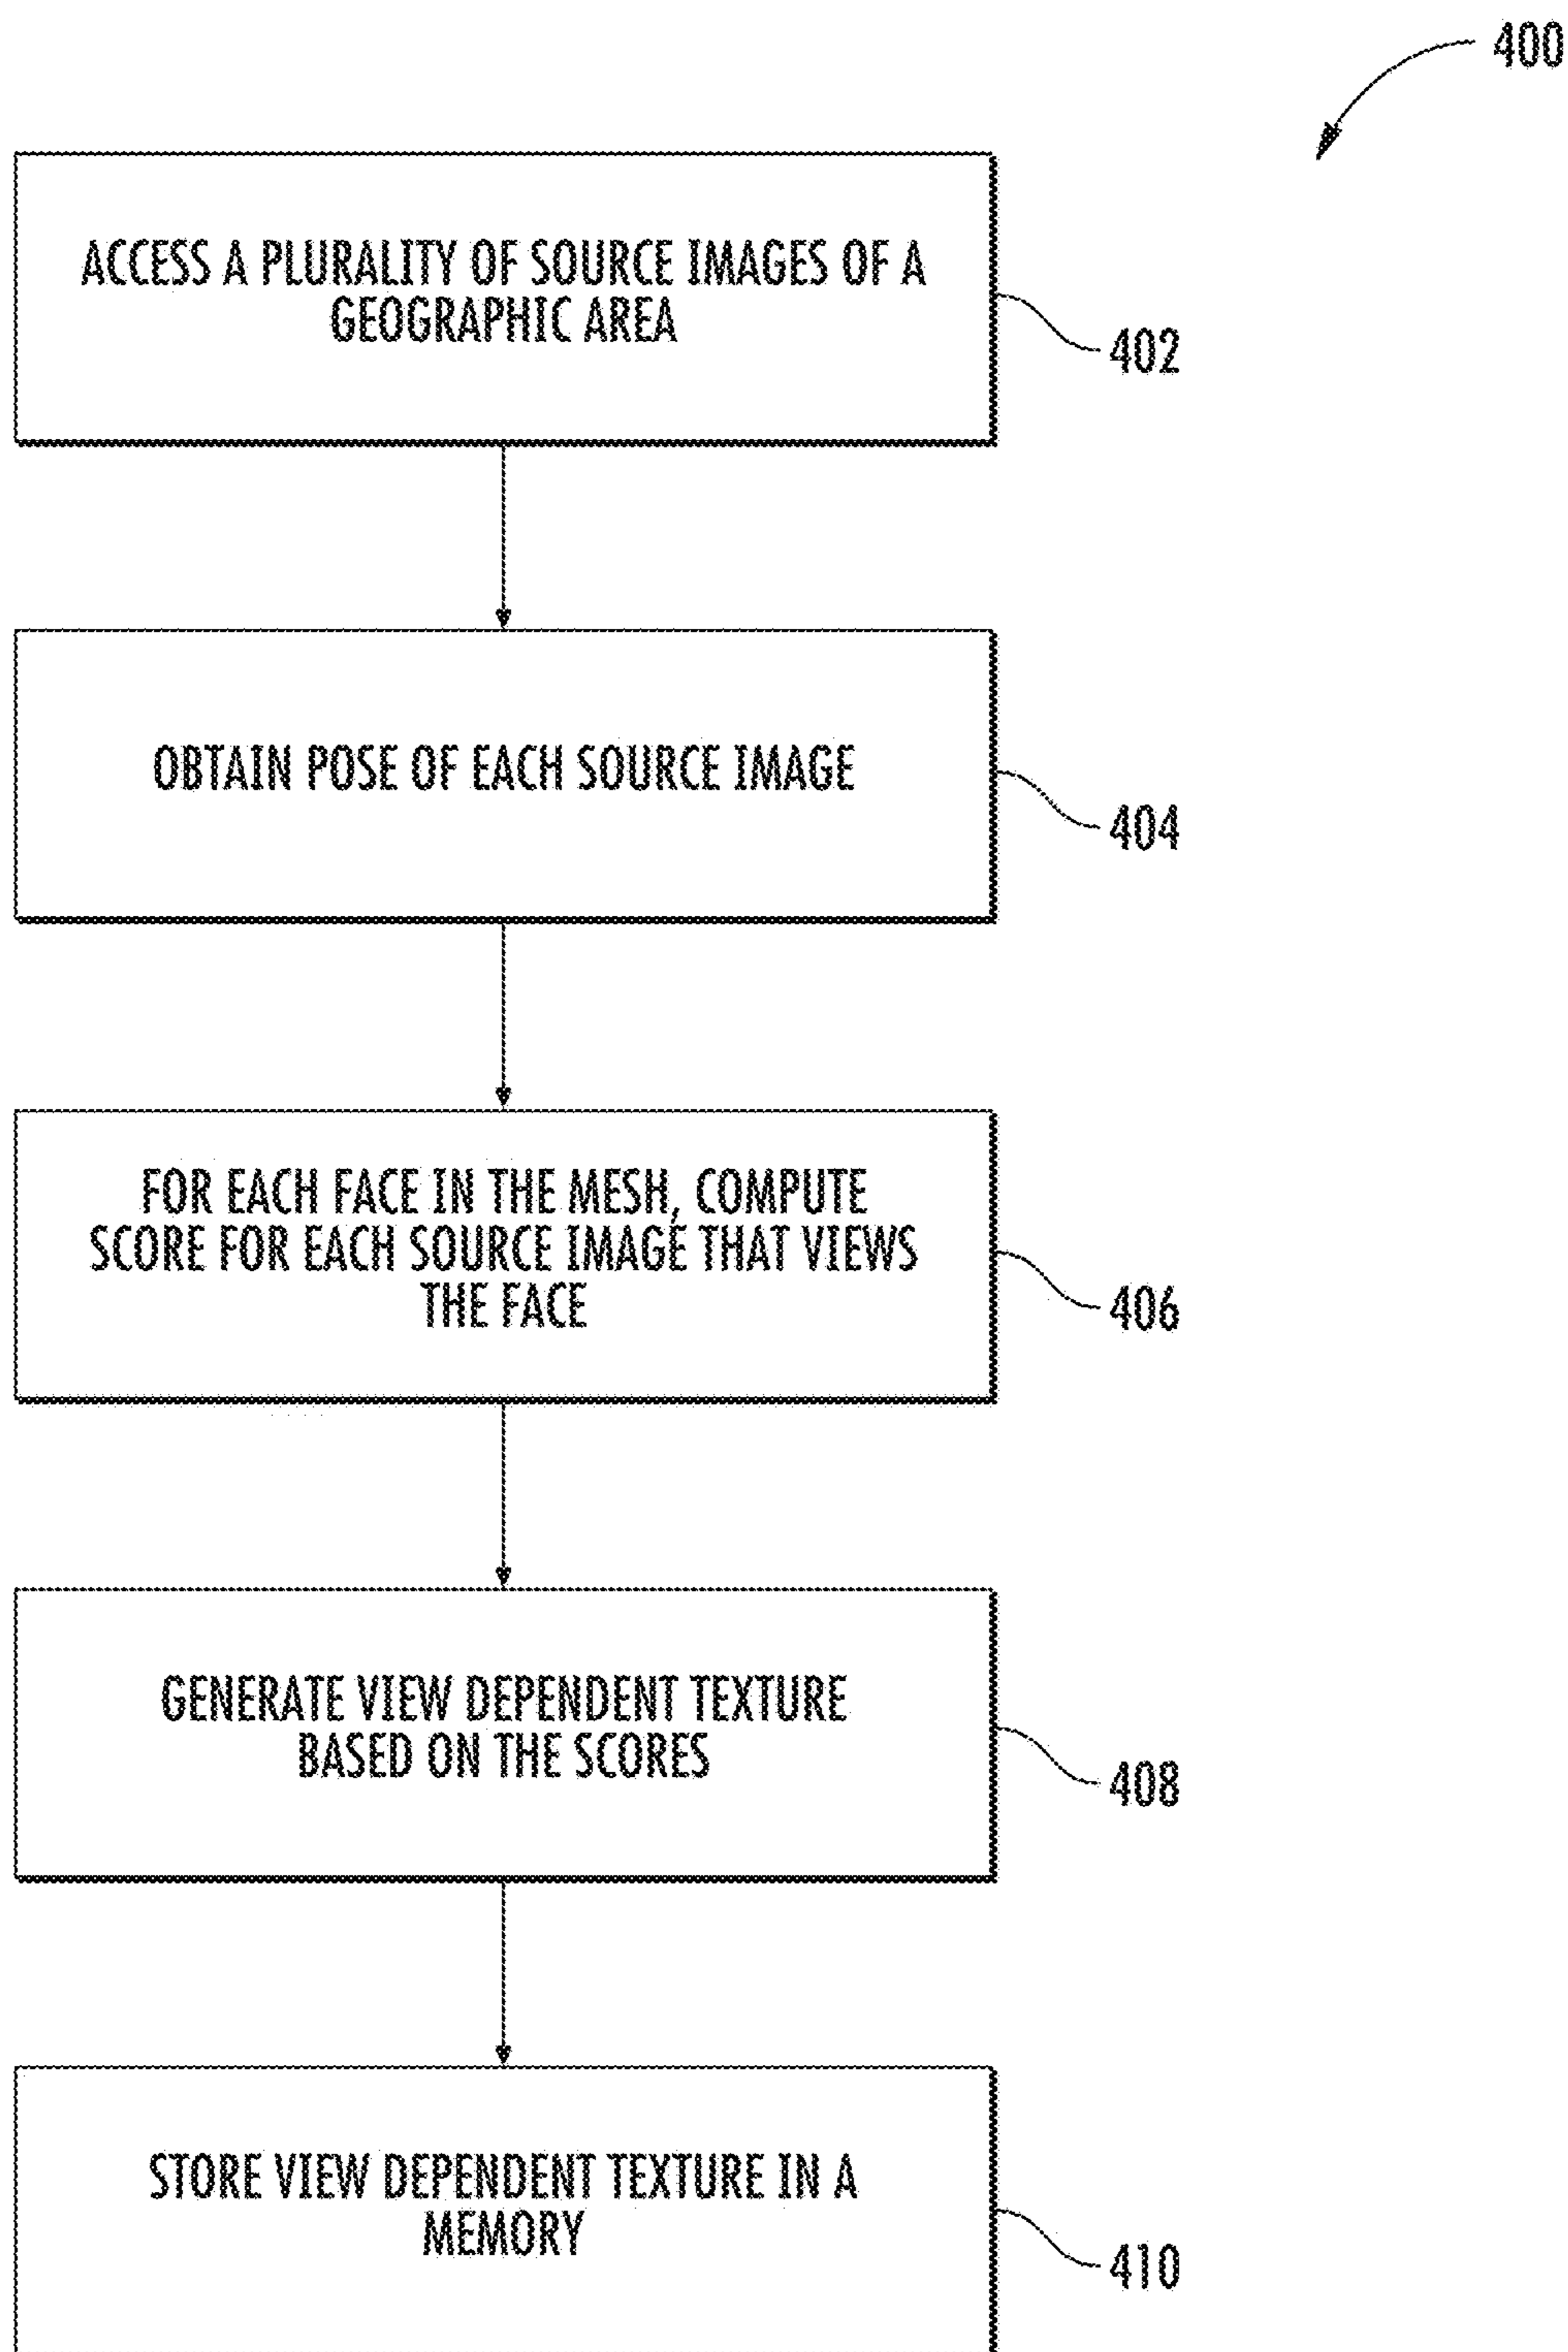 400
ACCESS A PLURALITY OF SOURCE IMAGES OF A
GEOGRAPHIC AREA
402
OBTAIN POSE OF EACH SOURCE IMAGE
404
FOR EACH FACE IN THE MESH, COMPUTE
SCORE FOR EACH SOURCE IMAGE THAT VIEWS
THE FACE
406
GENERATE VIEW DEPENDENT TEXTURE
BASED ON THE SCORES
408
STORE VIEW DEPENDENT TEXTURE IN A
MEMORY
410